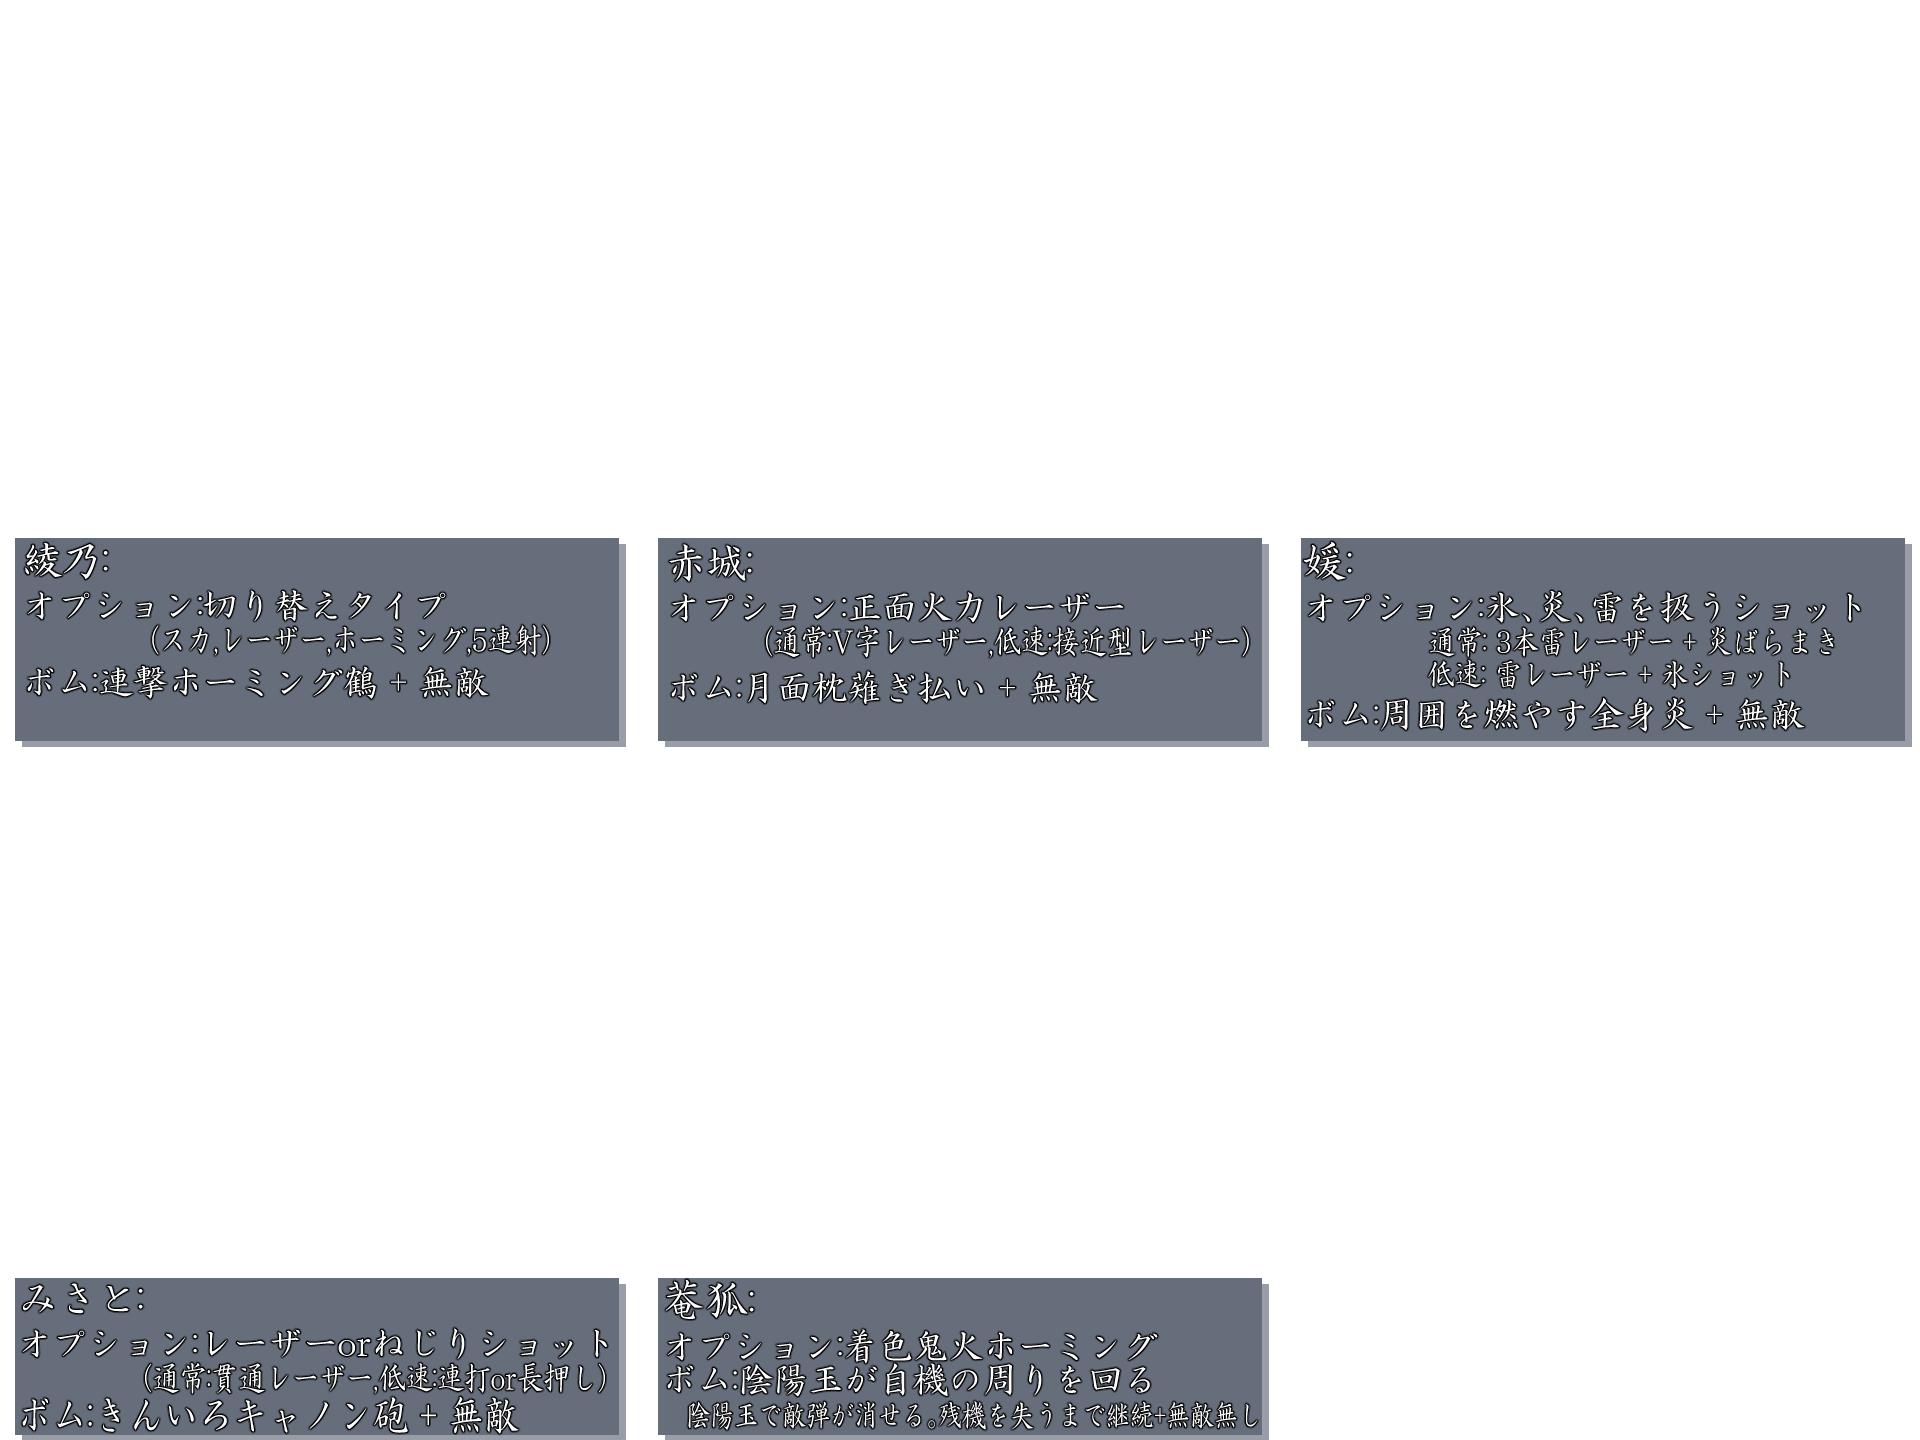 綾乃:
オプション:切り替えタイプ
(スカ,レーザー,ホーミング,5連射)
ボム:連撃ホーミング鶴 + 無敵
赤城:
オプション:正面火力レーザー
(通常:V字レーザー,低速:接近型レーザー)
ボム:月面枕薙ぎ払い + 無敵
媛:
オプション:氷、炎、雷を扱うショット
通常: 3本雷レーザー + 炎ばらまき
低速: 雷レーザー + 氷ショット
ボム:周囲を燃やす全身炎 + 無敵
みさと:
オプション:レーザーorねじりショット
(通常:貫通レーザー,低速:連打or長押し)
ボム:きんいろキャノン砲 + 無敵
菴狐:
オプション:着色鬼火ホーミング
ボム:陰陽玉が自機の周りを回る
陰陽玉で敵弾が消せる。残機を失うまで継続+無敵無し